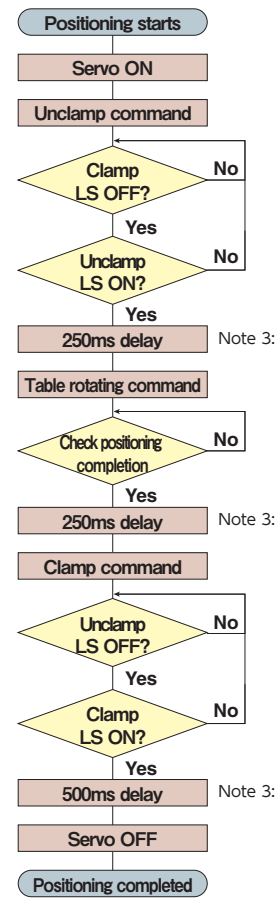 Positioning starts
Servo ON
Unclamp command
Clamp
LS OFF?
No
Yes
Unclamp
LS ON?
No
Yes
250ms delay
Note 3:
Table rotating command
Check positioning
completion
No
Yes
250ms delay
Note 3:
Clamp command
Unclamp
LS OFF?
No
Yes
Clamp
LS ON?
No
Yes
500ms delay
Note 3:
Servo OFF
Positioning completed